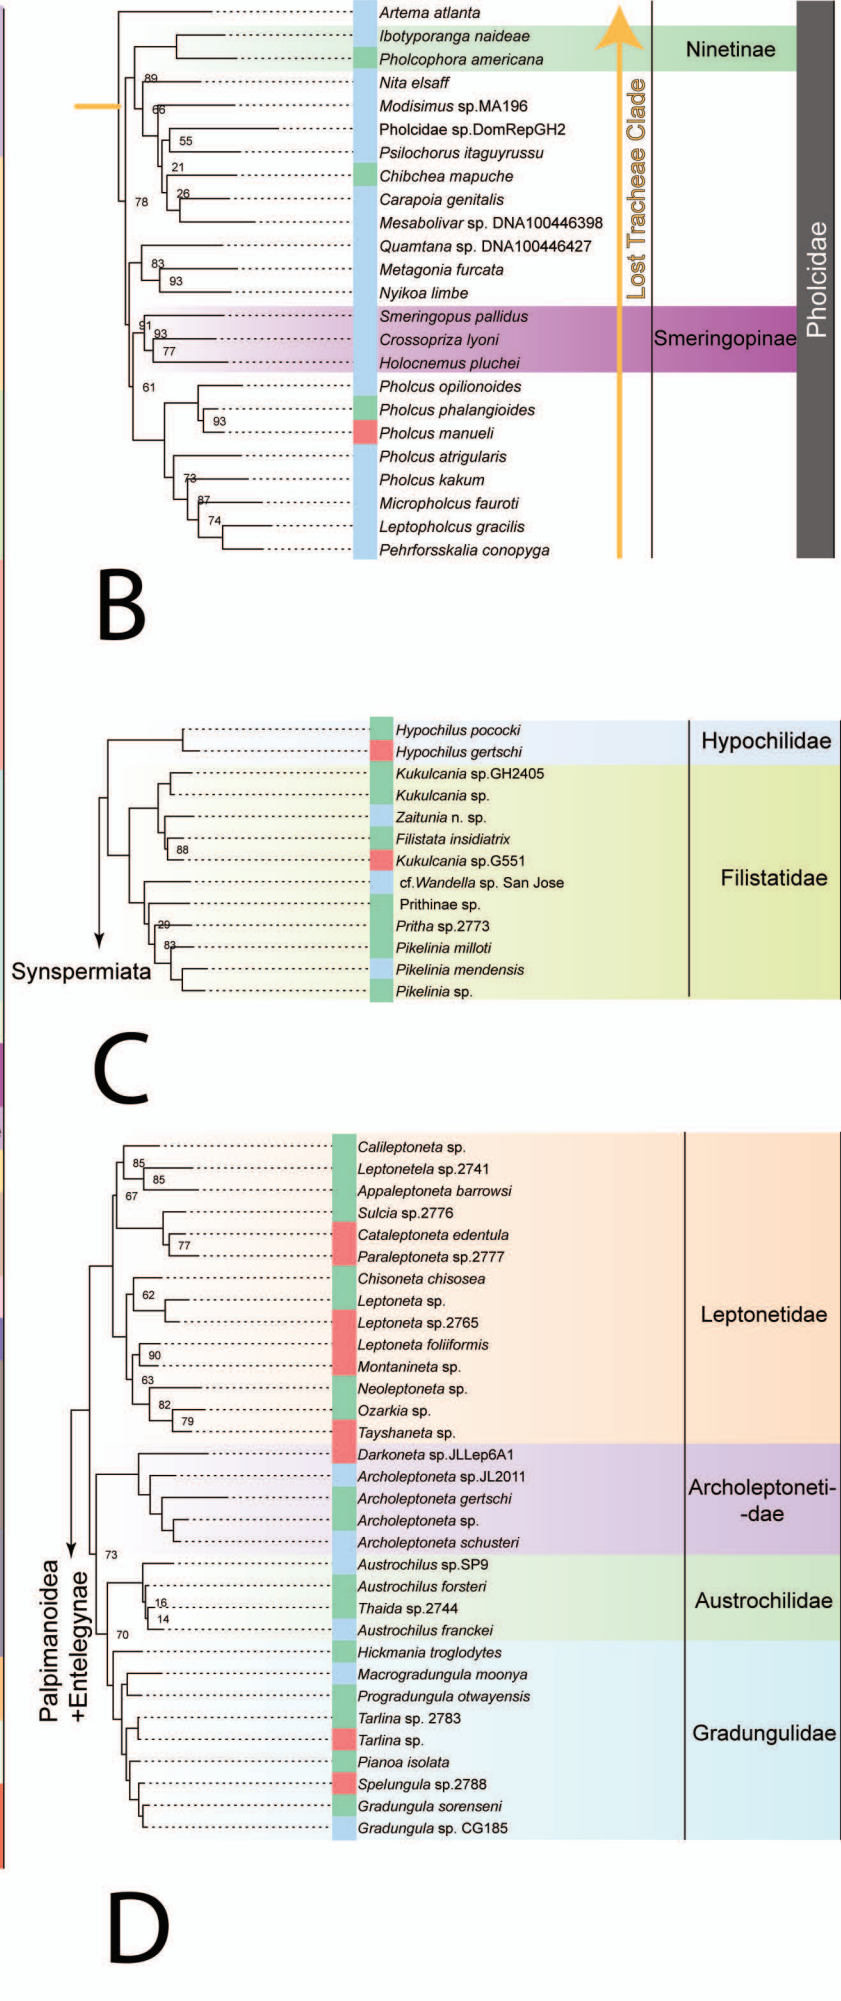 Artema atlanta
Ibotyporanga naideae
Pholcophora americana
Ninetinae
89
Nita elsaff
66
Modisimus sp.MA196
Pholcidae sp.DomRepGH2
55
Psilochorus itaguyrussu
21
Chibchea mapuche
26
Carapoia genitalis
78
Mesabolivar sp. DNA100446398
Quamtana sp. DNA100446427
83
Metagonia furcata
93
Nyikoa limbe
Lost Tracheae Clade
Pholcidae
Smeringopus pallidus
91
93
Crossopriza lyoni
Smeringopinae
77
Holocnemus pluchei
61
Pholcus opilionoides
Pholcus phalangioides
93
Pholcus manueli
Pholcus atrigularis
73
Pholcus kakum
87
Micropholcus fauroti
74
Leptopholcus gracilis
Pehrforsskalia conopyga
B
Hypochilus pococki
Hypochilus gertschi
Hypochilidae
Kukulcania sp.GH2405
Kukulcania sp.
Zaitunia n. sp.
Filistata insidiatrix
88
Kukulcania sp.G551
cf.Wandella sp. San Jose
Filistatidae
Prithinae sp.
29
Pritha sp.2773
83
Pikelinia milloti
Pikelinia mendensis
Pikelinia sp.
Synspermiata
C
Calileptoneta sp.
85
Leptonetela sp.2741
85
Appaleptoneta barrowsi
67
Sulcia sp.2776
Cataleptoneta edentula
77
Paraleptoneta sp.2777
Chisoneta chisosea
62
Leptoneta sp.
Leptoneta sp.2765
Leptonetidae
Leptoneta foliiformis
90
Montanineta sp.
63
Neoleptoneta sp.
82
Ozarkia sp.
79
Tayshaneta sp.
Darkoneta sp.JLLep6A1
Archoleptoneta sp.JL2011
Archoleptoneta gertschi
Archoleptoneti-
-dae
Archoleptoneta sp.
Archoleptoneta schusteri
73
Austrochilus sp.SP9
Austrochilus forsteri
16
Thaida sp.2744
14
Austrochilus franckei
Austrochilidae
70
Hickmania troglodytes
Macrogradungula moonya
Progradungula otwayensis
Tarlina sp. 2783
Tarlina sp.
Gradungulidae
Pianoa isolata
Spelungula sp.2788
Gradungula sorenseni
Gradungula sp. CG185
Palpimanoidea
+Entelegynae
D